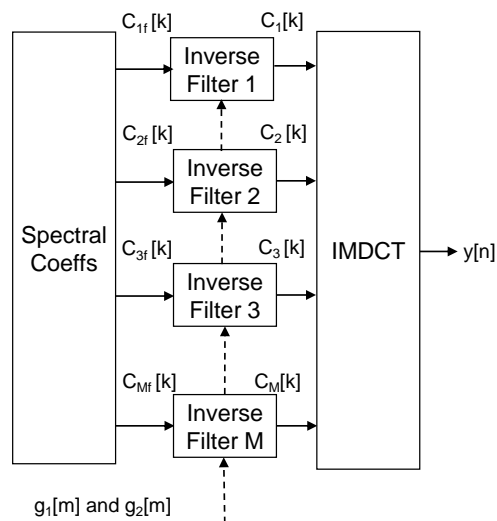 C1f [k] C1[k]
Inverse
Filter 1
C2f [k] C2 [k]
Inverse
Filter 2
Spectral
Coeffs
C3f [k] C3 [k]
IMDCT
y[n]
Inverse
Filter 3
CMf [k] CM[k]
Inverse
Filter M
g1[m] and g2[m]